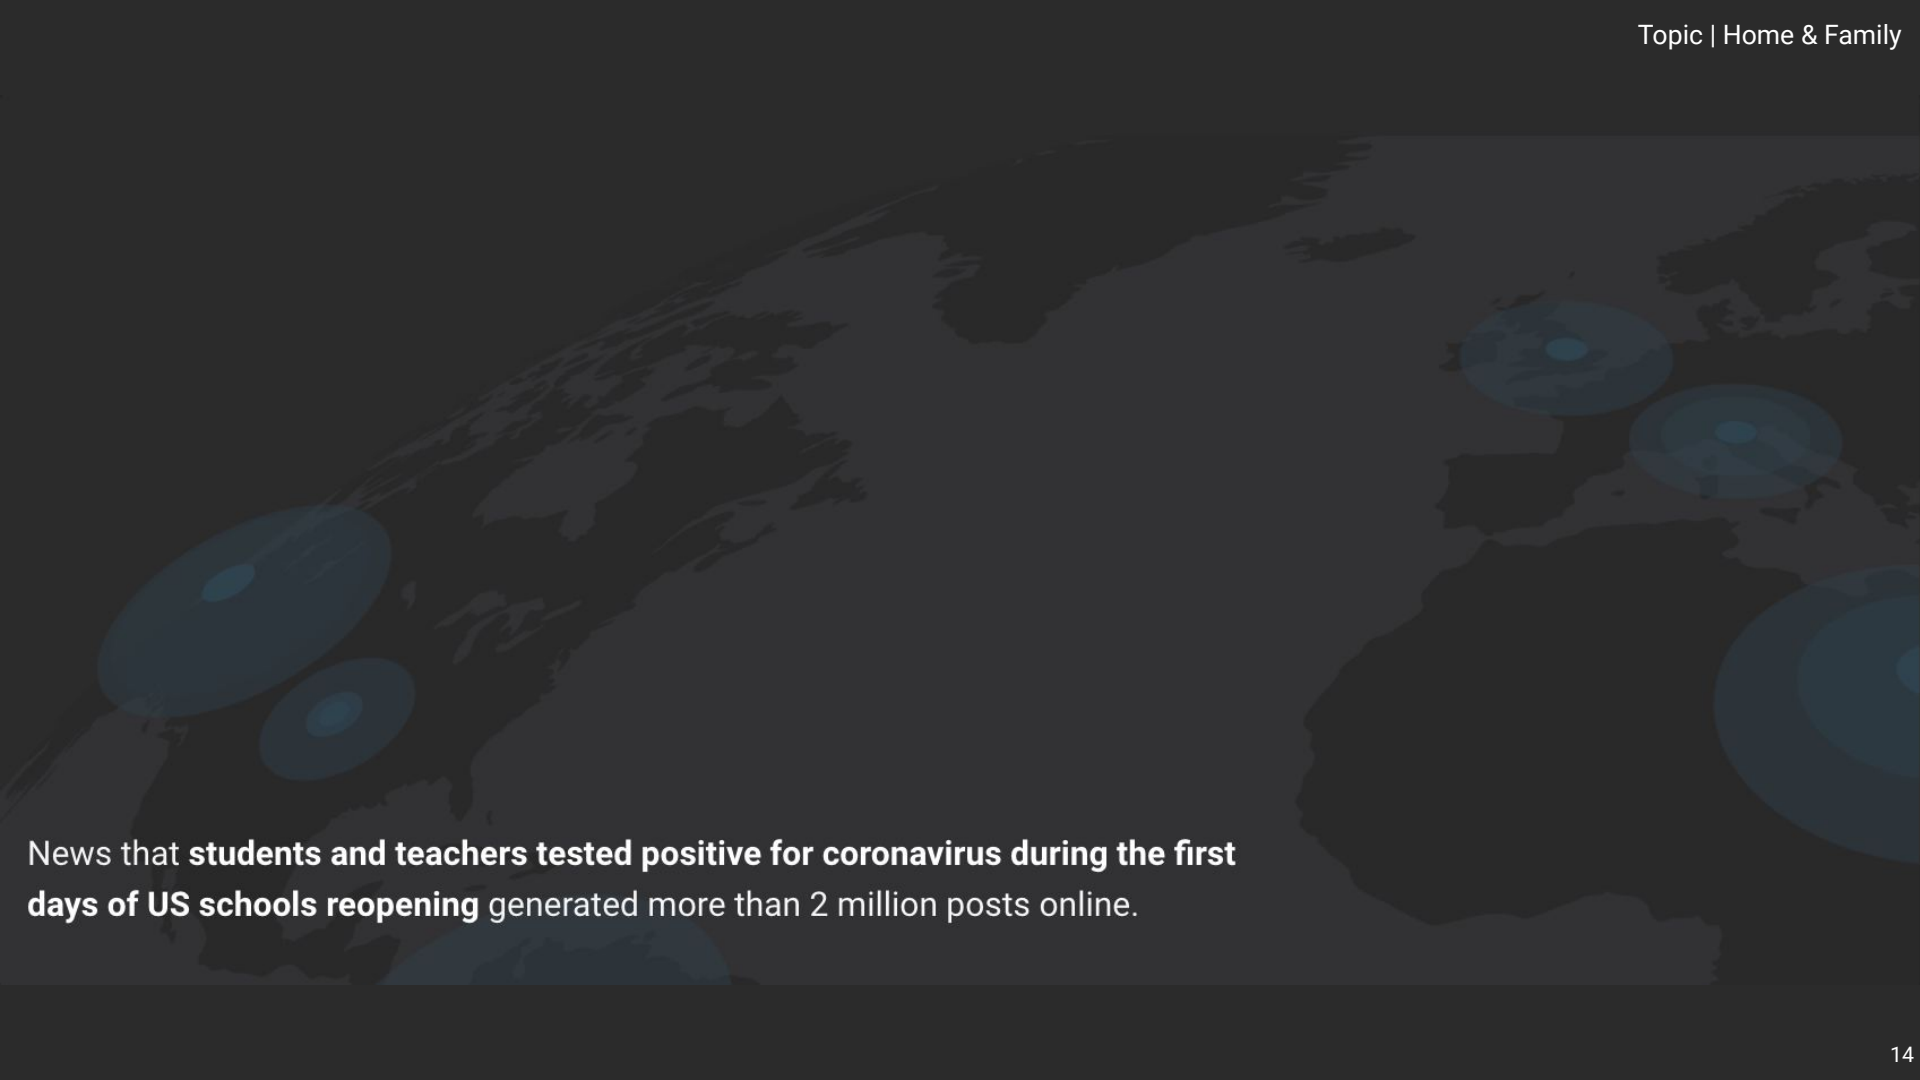 Topic | Home & Family
News that students and teachers tested positive for coronavirus during the first
days of US schools reopening generated more than 2 million posts online.
14